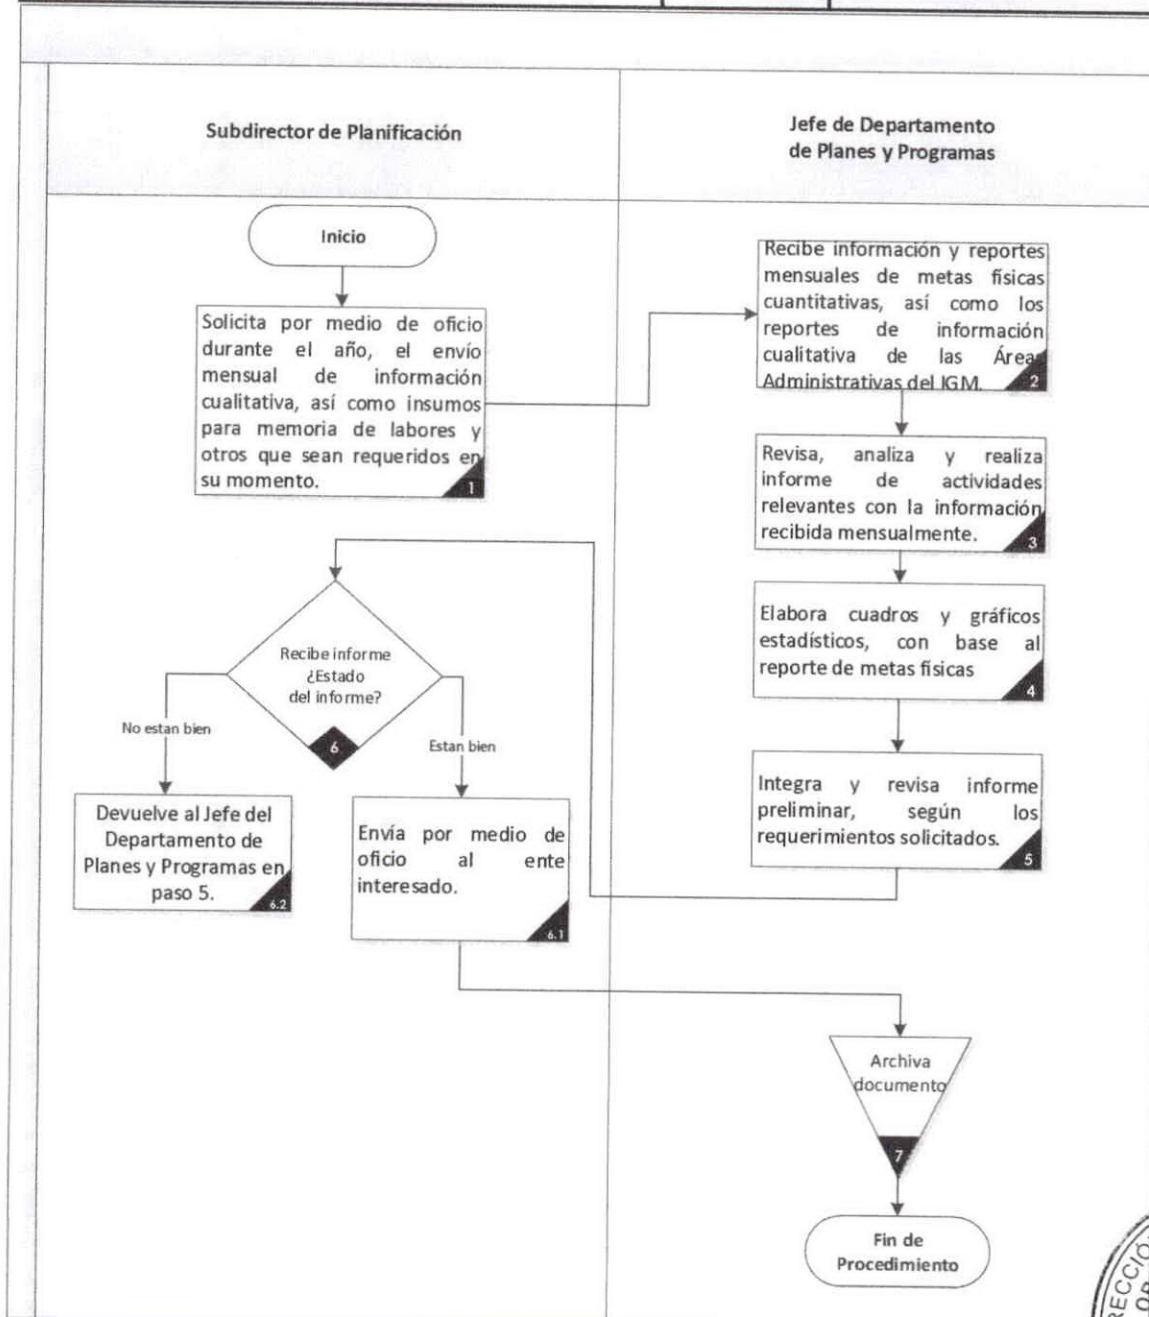 Subdirector de Planificación
Jefe de Departamento
de Planes y Programas
Inicio
Solicita por medio de oficio
durante el año, el envío
mensual de información
cualitativa, así como insumos
para memoria de labores y
otros que sean requeridos en
su momento.
1
Recibe información y reportes
mensuales de metas físicas
cuantitativas, así como los
reportes de información
cualitativa de las Áreas
Administrativas del IGM.
2
Revisa, analiza y realiza
informe de actividades
relevantes con la información
recibida mensualmente.
3
Elabora cuadros y gráficos
estadísticos, con base al
reporte de metas físicas
4
Integra y revisa informe
preliminar, según los
requerimientos solicitados.
5
Recibe informe
¿Estado
del informe?
6
No estan bien
Estan bien
Devuelve al Jefe del
Departamento de
Planes y Programas en
paso 5.
6.2
Envía por medio de
oficio al ente
interesado.
6.1
Archiva
documento
7
Fin de
Procedimiento